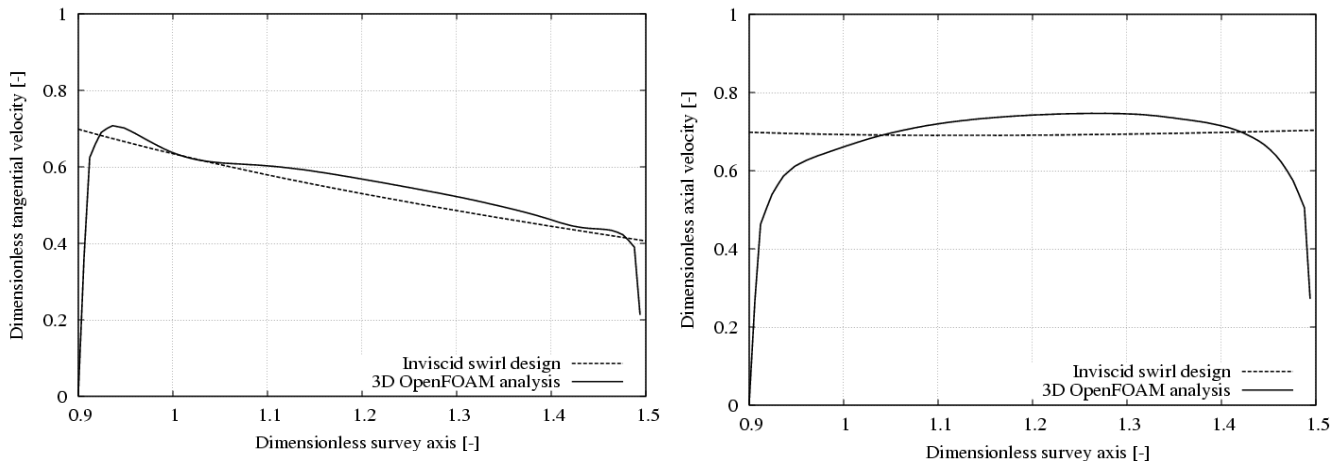 Dimensionless tangential velocity [-]
1
0.8
0.6
0.4
0.2
0
0.9 1 1.1 1.2 1.3 1.4 1.5
Dimensionless survey axis [-]
Inviscid swirl design
3D OpenFOAM analysis
Dimensionless axial velocity [-]
1
0.8
0.6
0.4
0.2
0
0.9 1 1.1 1.2 1.3 1.4 1.5
Dimensionless survey axis [-]
Inviscid swirl design
3D OpenFOAM analysis